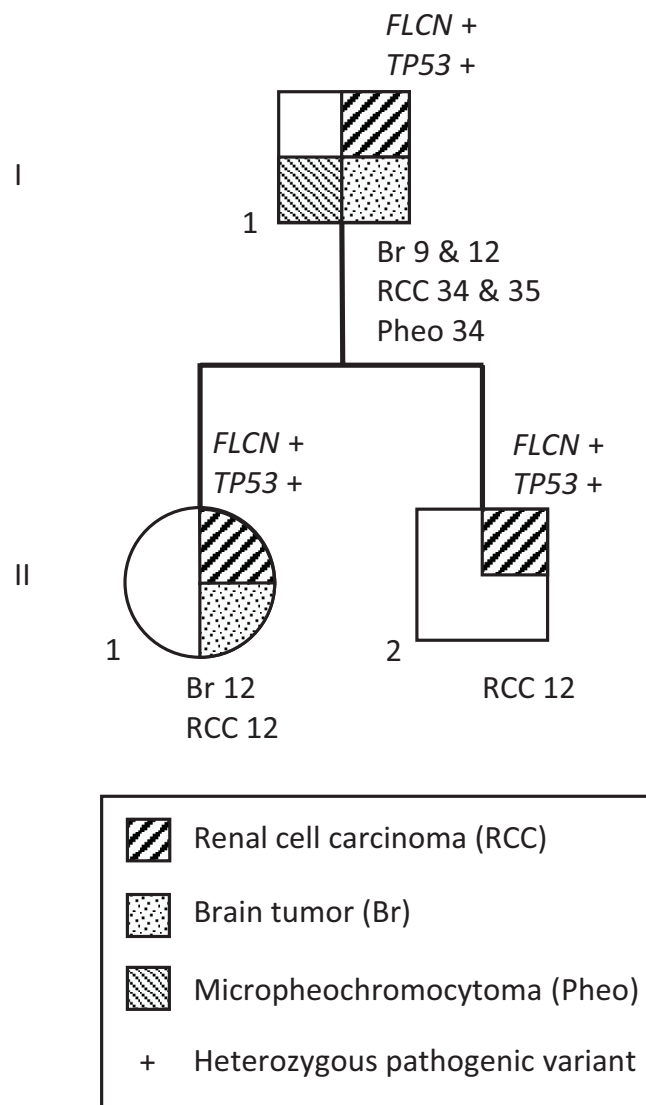 FLCN +
TP53 +
I
1
Br 9 & 12
RCC 34 & 35
Pheo 34
FLCN +
TP53 +
FLCN +
TP53 +
II
1
2
Br 12
RCC 12
RCC 12
Renal cell carcinoma (RCC)
Brain tumor (Br)
Micropheochromocytoma (Pheo)
+ Heterozygous pathogenic variant